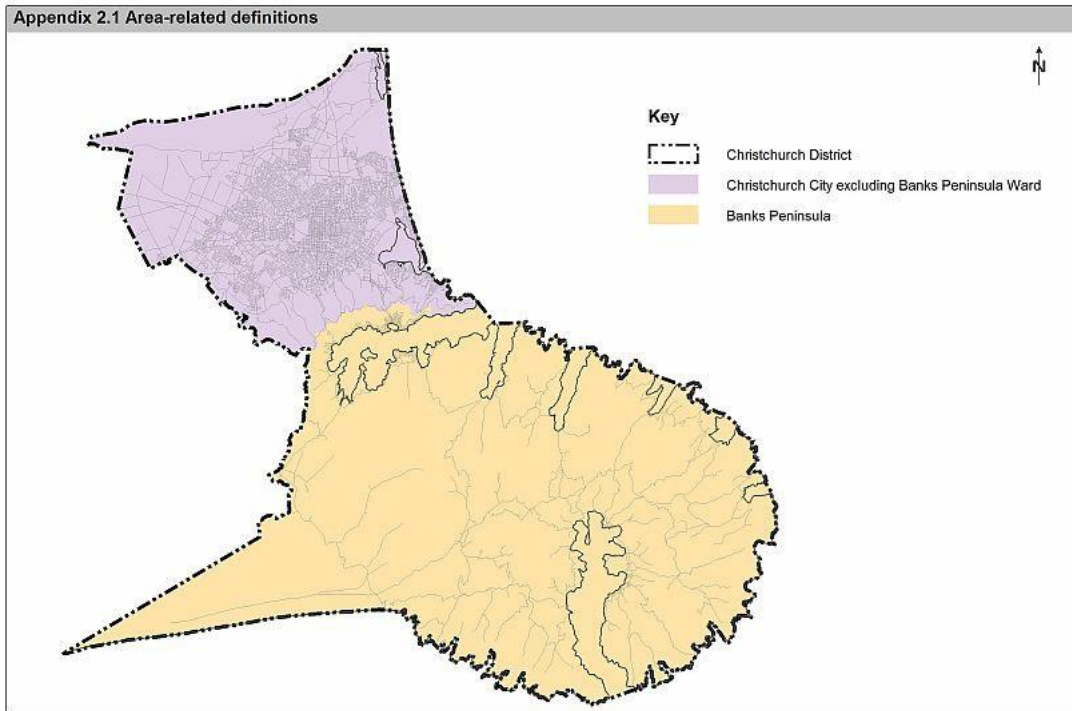 Appendix 2.1 Area-related definitions
N
Key
Christchurch District
Christchurch City excluding Banks Peninsula Ward
Banks Peninsula